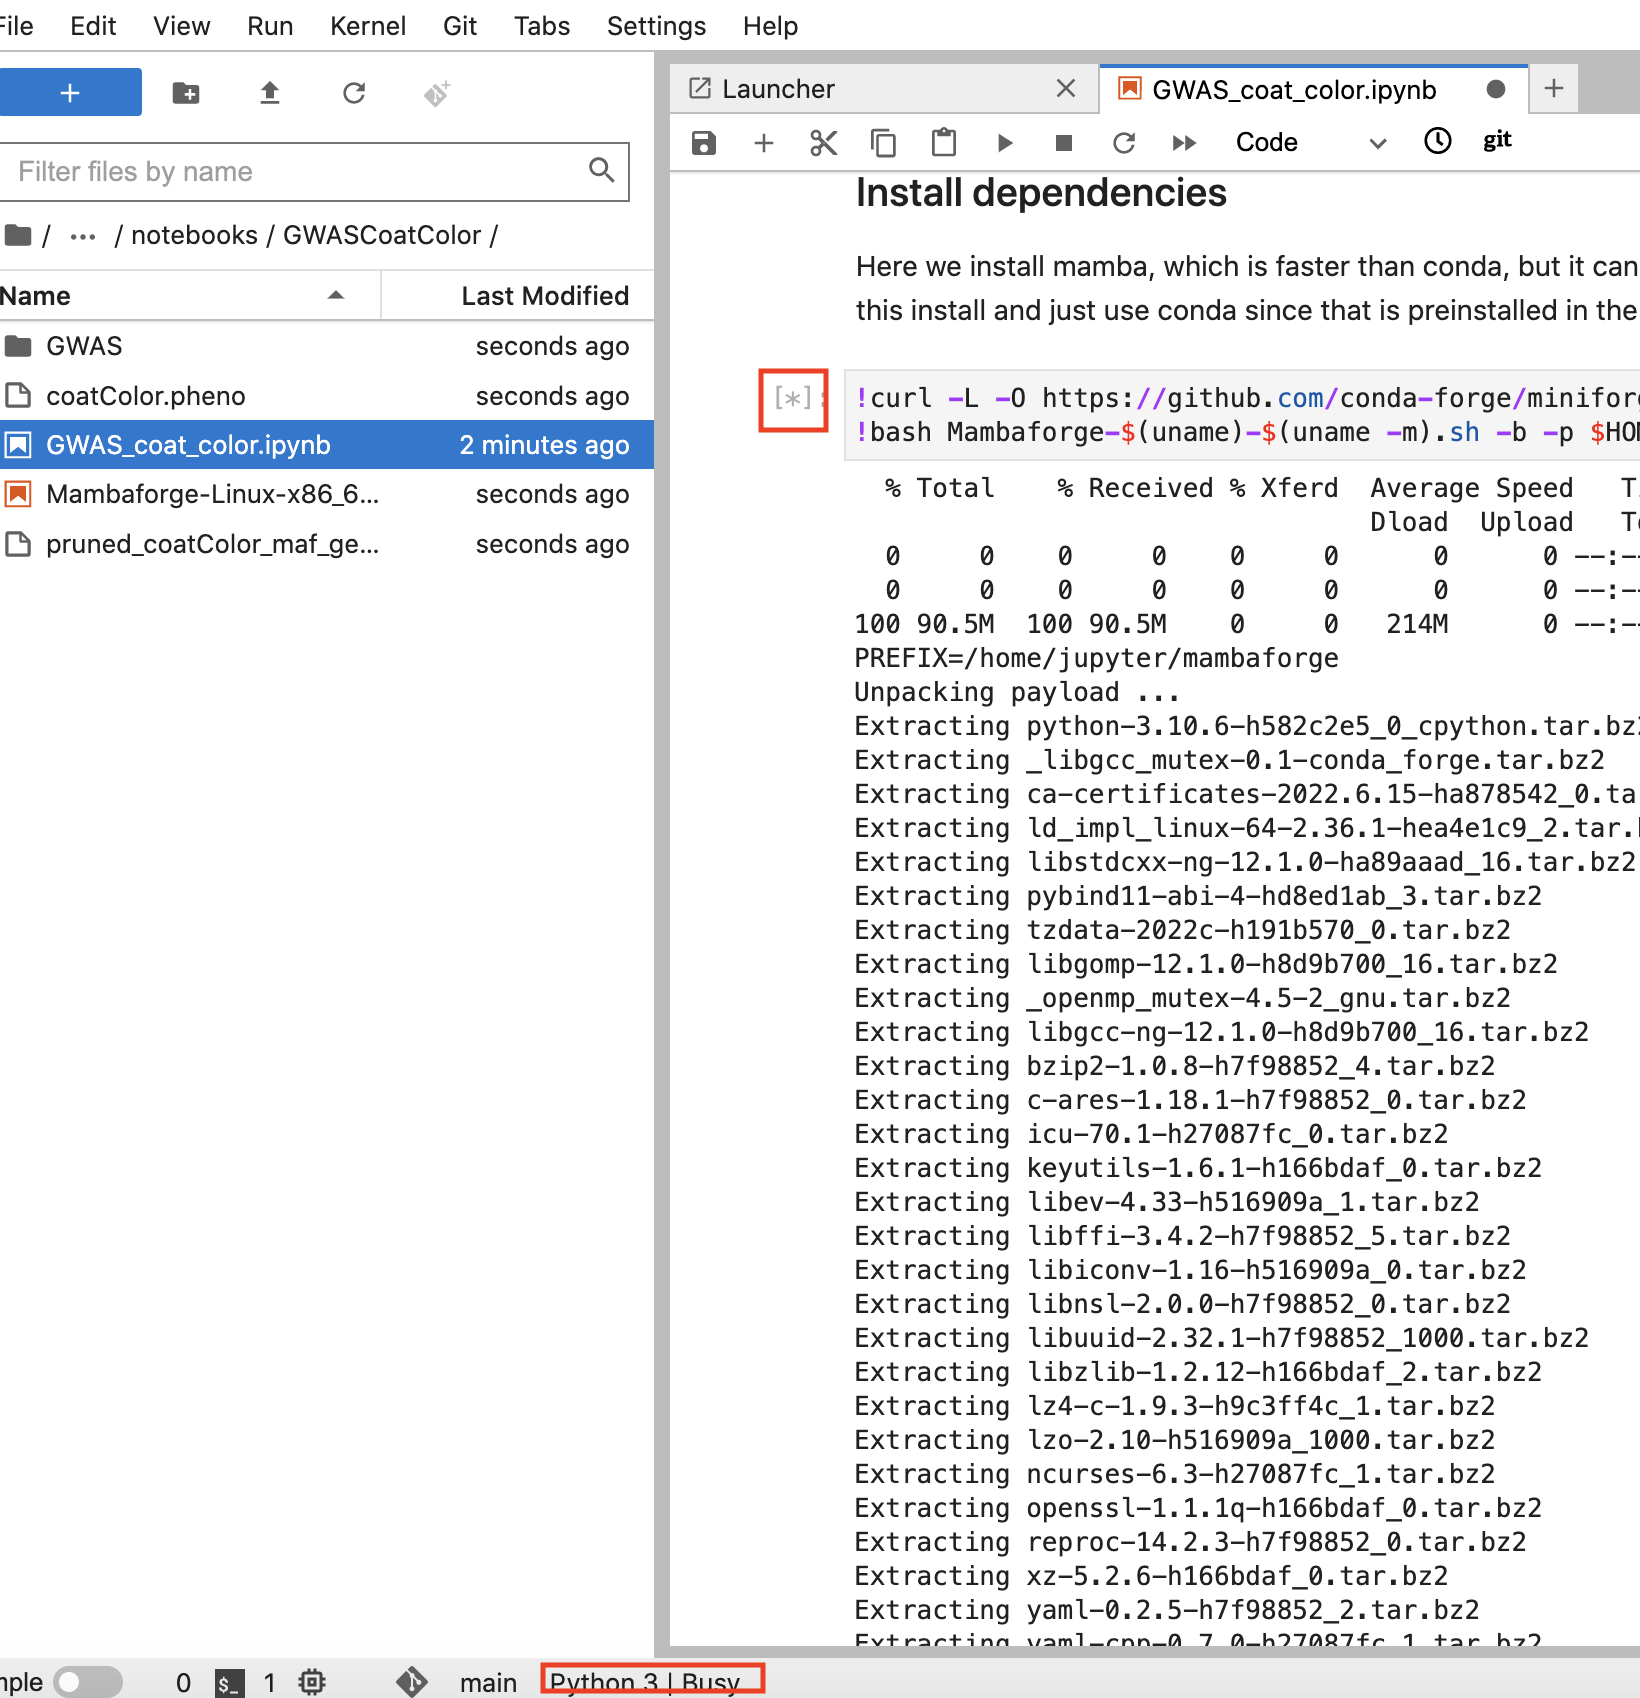 File Edit View Run Kernel Git Tabs Settings Help
Launcher
GWAS_coat_color.ipynb
Code
git
Filter files by name
/ ... / notebooks / GWASCoatColor /
Name Last Modified
GWAS seconds ago
coatColor.pheno seconds ago
GWAS_coat_color.ipynb 2 minutes ago
Mambaforge-Linux-x86_6... seconds ago
pruned_coatColor_maf_ge... seconds ago
Install dependencies
Here we install mamba, which is faster than conda, but it can
this install and just use conda since that is preinstalled in the
[*]:
!curl -L -O https://github.com/conda-forge/miniforg
!bash Mambaforge-$(uname)-$(uname -m).sh -b -p $HOM
% Total % Received % Xferd Average Speed
Dload Upload
0 0 0 0 0 0 0 0 --:--
0 0 0 0 0 0 0 0 --:--
100 90.5M 100 90.5M 0 0 214M 0 --:--
PREFIX=/home/jupyter/mambaforge
Unpacking payload ...
Extracting python-3.10.6-h582c2e5_0_cpython.tar.bz2
Extracting _libgcc_mutex-0.1-conda_forge.tar.bz2
Extracting ca-certificates-2022.6.15-ha878542_0.ta
Extracting ld_impl_linux-64-2.36.1-hea4e1c9_2.tar.b
Extracting libstdcxx-ng-12.1.0-ha89aaad_16.tar.bz2
Extracting pybind11-abi-4-hd8ed1ab_3.tar.bz2
Extracting tzdata-2022c-h191b570_0.tar.bz2
Extracting libgomp-12.1.0-h8d9b700_16.tar.bz2
Extracting _openmp_mutex-4.5-2_gnu.tar.bz2
Extracting libgcc-ng-12.1.0-h8d9b700_16.tar.bz2
Extracting bzip2-1.0.8-h7f98852_4.tar.bz2
Extracting c-ares-1.18.1-h7f98852_0.tar.bz2
Extracting icu-70.1-h27087fc_0.tar.bz2
Extracting keyutils-1.6.1-h166bdaf_0.tar.bz2
Extracting libev-4.33-h516909a_1.tar.bz2
Extracting libffi-3.4.2-h7f98852_5.tar.bz2
Extracting libiconv-1.16-h516909a_0.tar.bz2
Extracting libnsl-2.0.0-h7f98852_0.tar.bz2
Extracting libuuid-2.32.1-h7f98852_1000.tar.bz2
Extracting libzlib-1.2.12-h166bdaf_2.tar.bz2
Extracting lz4-c-1.9.3-h9c3ff4c_1.tar.bz2
Extracting lzo-2.10-h516909a_1000.tar.bz2
Extracting ncurses-6.3-h27087fc_1.tar.bz2
Extracting openssl-1.1.1q-h166bdaf_0.tar.bz2
Extracting reproc-14.2.3-h7f98852_0.tar.bz2
Extracting xz-5.2.6-h166bdaf_0.tar.bz2
Extracting yaml-0.2.5-h7f98852_2.tar.bz2
Extracting yaml-cpp-0.7.0-h27087fc_1.tar.bz2
mple 0 $_ 1 main Python 3 | Busy